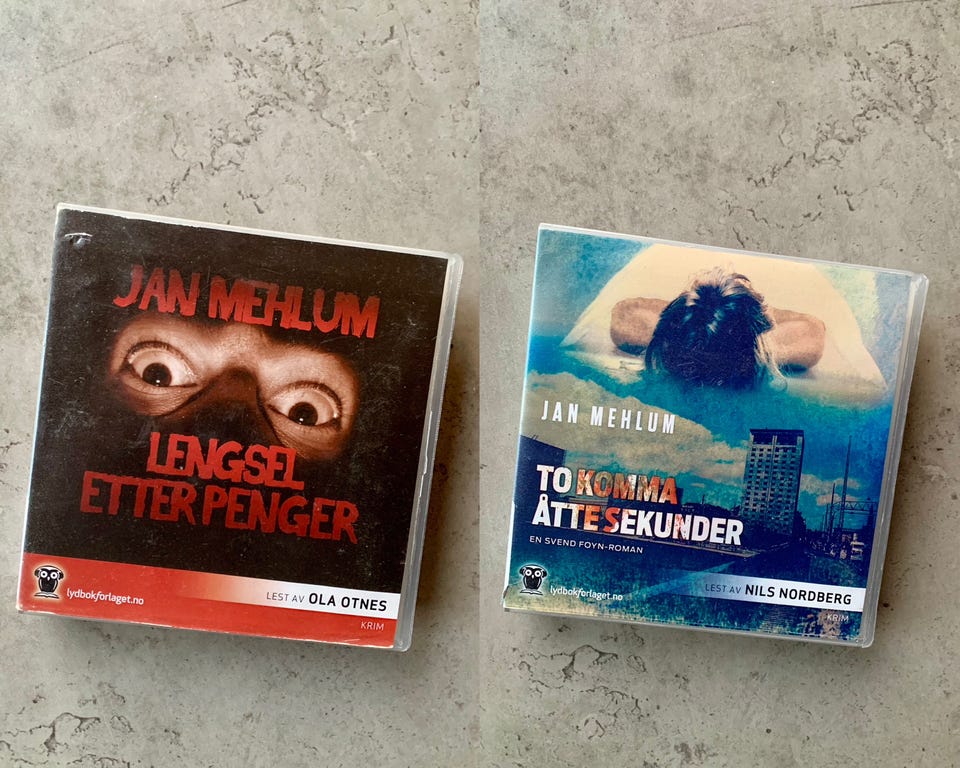 JAN MEHLUM
LENGSEL
ETTER PENGER
lydbokforlaget.no
LEST AV OLA OTNES
KRIM
JAN MEHLUM
TO KOMMA
ÅTTE SEKUNDER
EN SVEND FOYN-ROMAN
lydbokforlaget.no
LEST AV NILS NORDBERG
KRIM